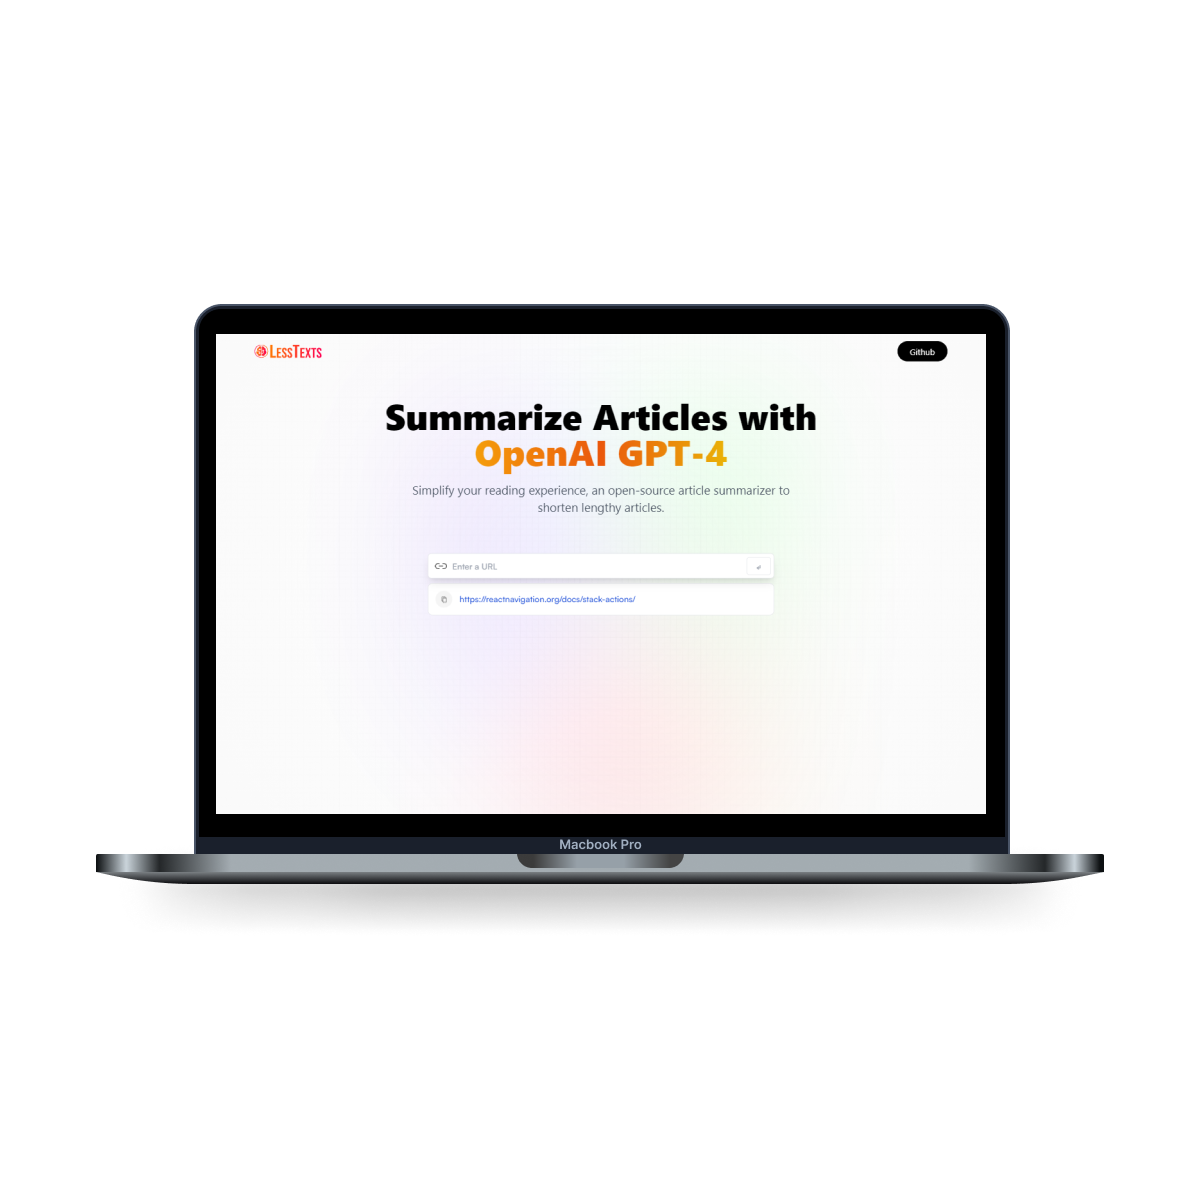 LESSTEXTS
Github
Summarize Articles with
OpenAI GPT-4
Simplify your reading experience, an open-source article summarizer to
shorten lengthy articles.
Enter a URL
https://reactnavigation.org/docs/stack-actions/
Macbook Pro